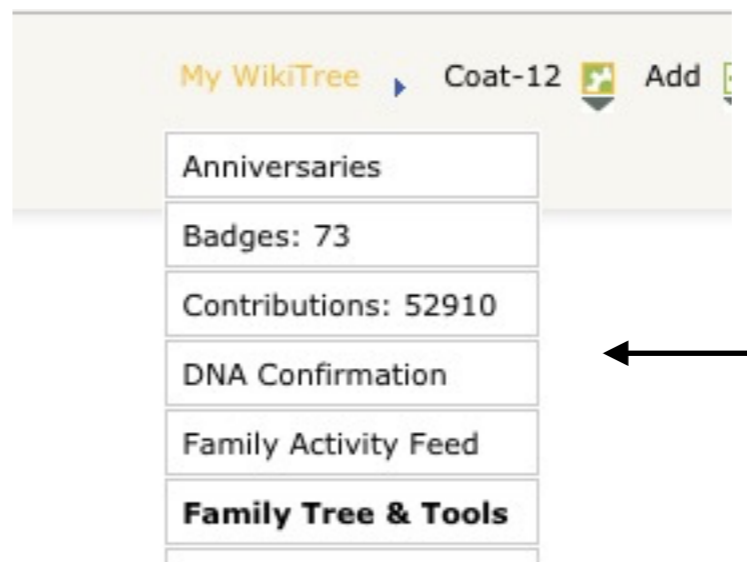 My WikiTree Coat-12 Add
Anniversaries
Badges: 73
Contributions: 52910
DNA Confirmation
Family Activity Feed
Family Tree & Tools